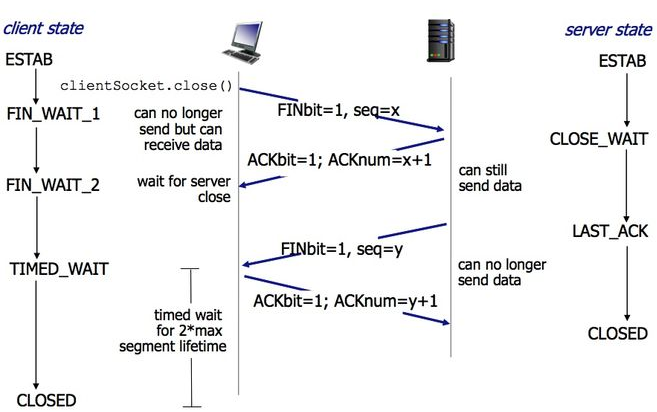 client state
server state
ESTAB
ESTAB
clientSocket.close()
FIN_WAIT_1
can no longer
send but can
receive data
FINbit=1, seq=x
CLOSE_WAIT
ACKbit=1; ACKnum=x+1
FIN_WAIT_2
wait for server
close
can still
send data
LAST_ACK
FINbit=1, seq=y
TIMED_WAIT
can no longer
send data
ACKbit=1; ACKnum=y+1
timed wait
for 2*max
segment lifetime
CLOSED
CLOSED